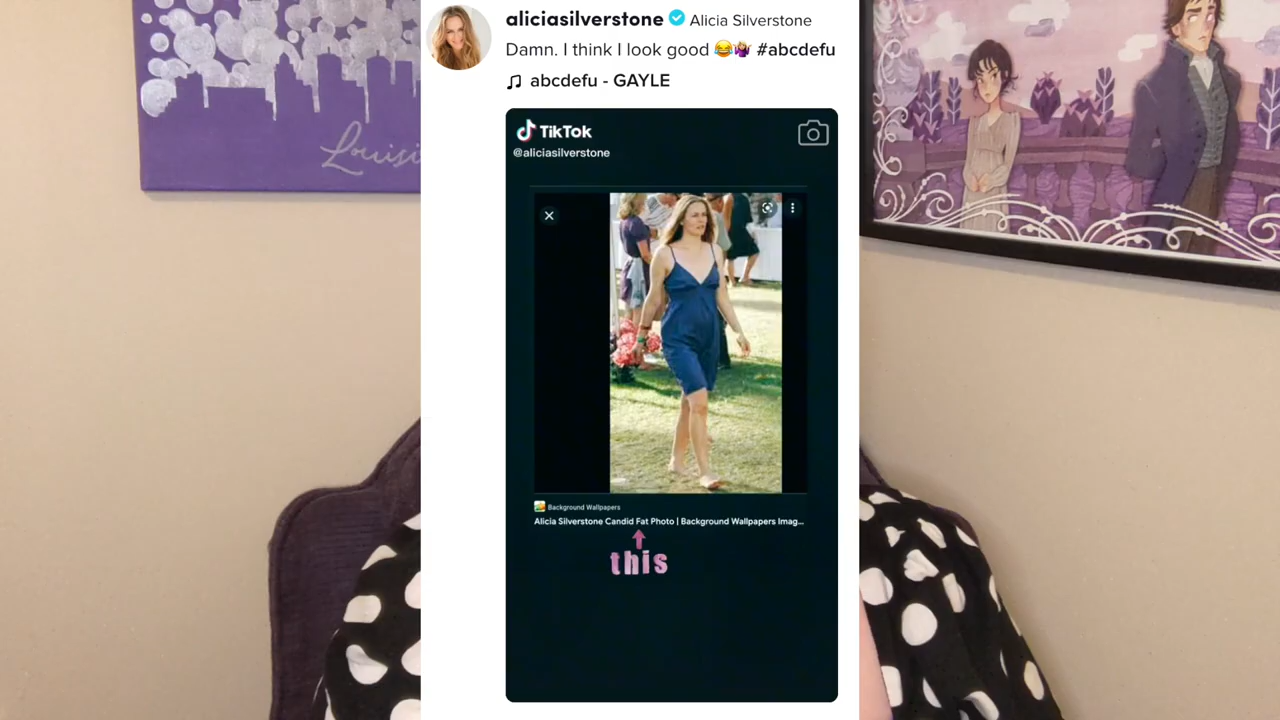 aliciasilverstone Alicia Silverstone
Damn. I think I look good 😂🤷‍♀️ #abcdefu
abcdefu - GAYLE
TikTok
@aliciasilverstone
Louisi
Background Wallpapers
Alicia Silverstone Candid Fat Photo | Background Wallpapers Imag...
this